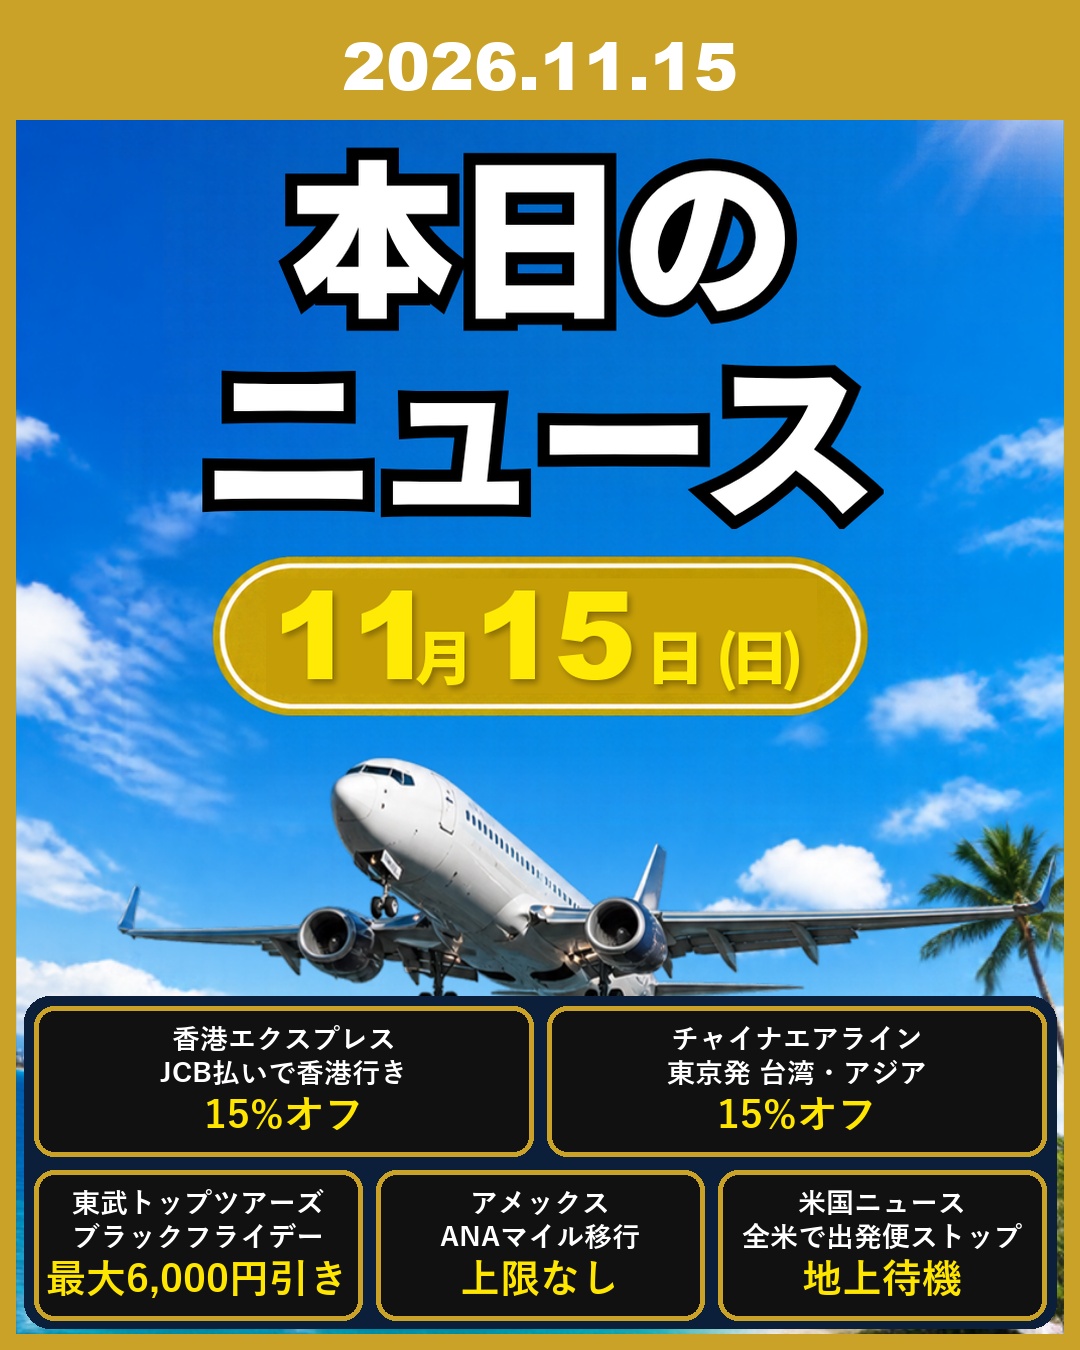 2026.11.15
本日の
ニュース
11月15日(日)
香港エクスプレス
JCB払いで香港行き
15%オフ
チャイナエアライン
東京発 台湾・アジア
15%オフ
東武トップツアーズ
ブラックフライデー
最大6,000円引き
アメックス
ANAマイル移行
上限なし
米国ニュース
全米で出発便ストップ
地上待機